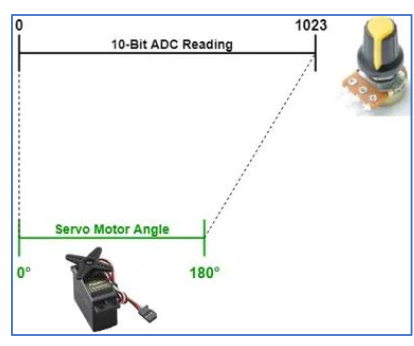 0 1023
10-Bit ADC Reading
Servo Motor Angle
0° 180°